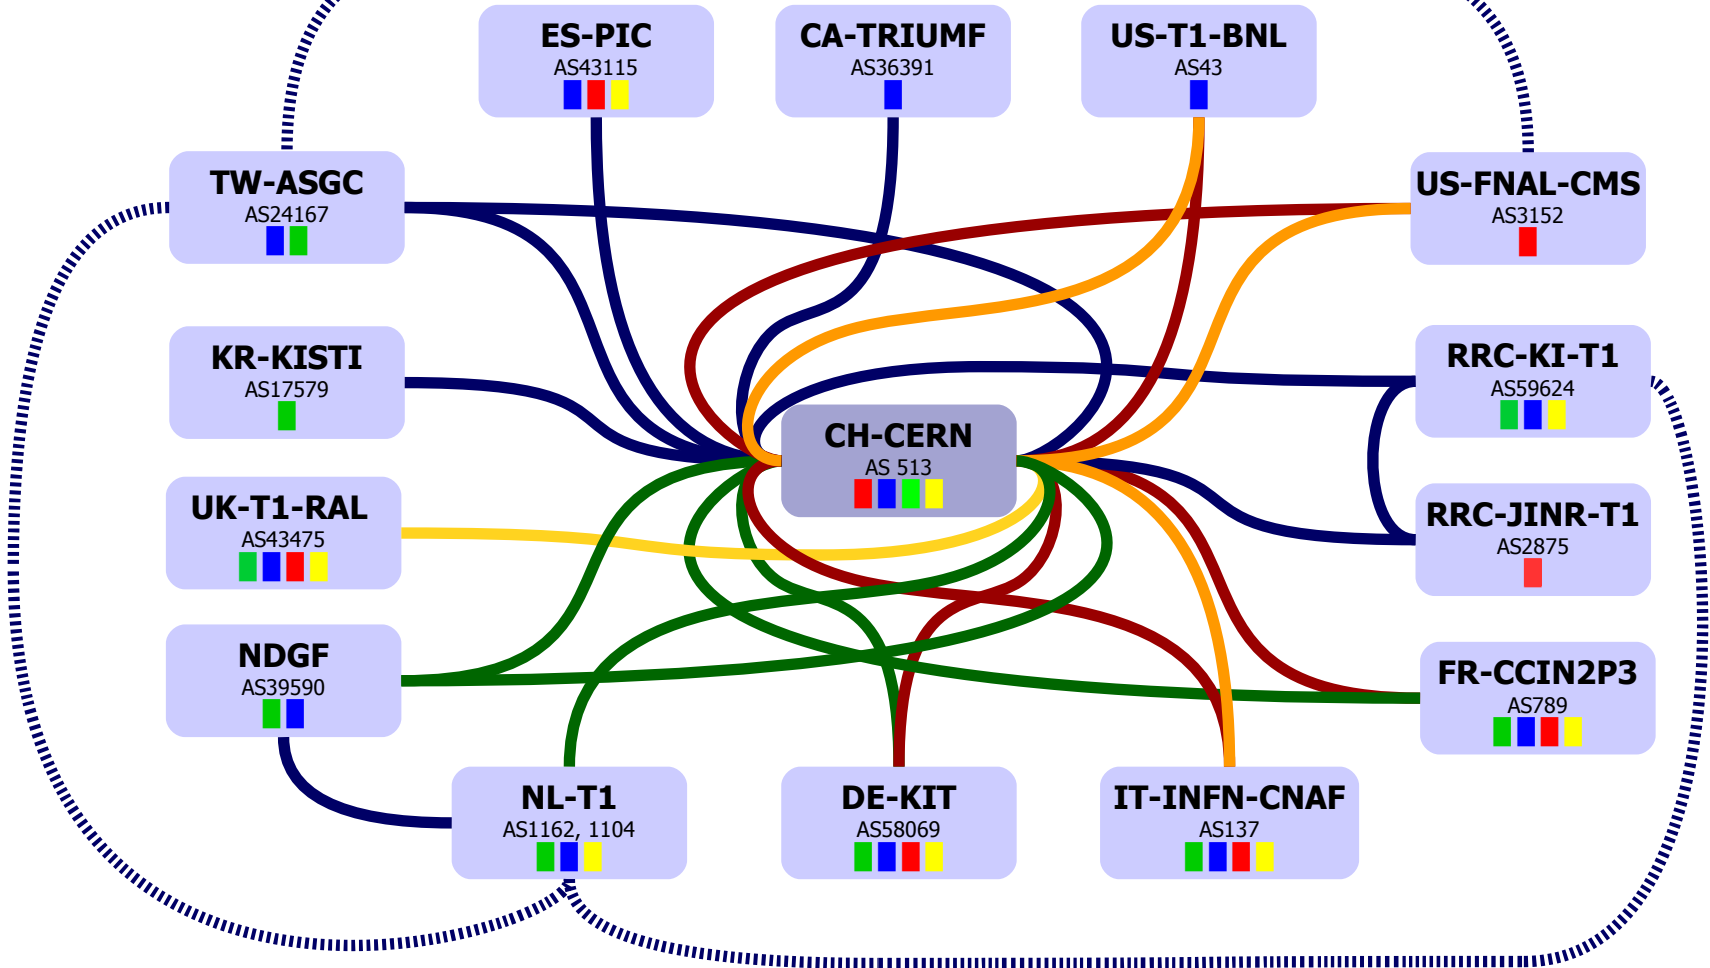 ES-PIC
AS43115
CA-TRIUMF
AS36391
US-T1-BNL
AS43
TW-ASGC
AS24167
US-FNAL-CMS
AS3152
KR-KISTI
AS17579
RRC-KI-T1
AS59624
CH-CERN
AS 513
UK-T1-RAL
AS43475
RRC-JINR-T1
AS2875
NDGF
AS39590
FR-CCIN2P3
AS789
NL-T1
AS1162, 1104
DE-KIT
AS58069
IT-INFN-CNAF
AS137